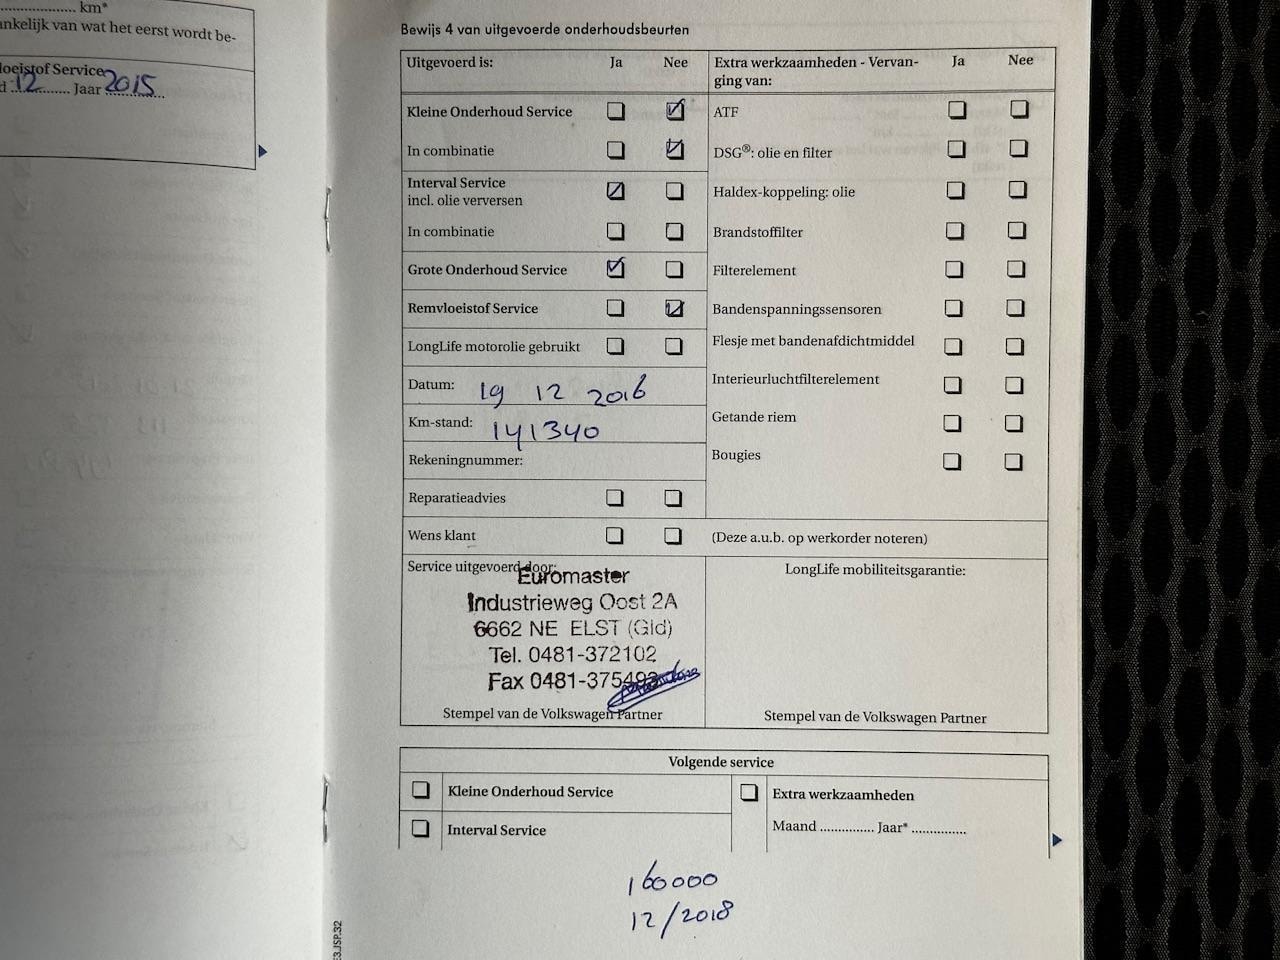 km*
ankelijk van wat het eerst wordt be-
loeistof Service
d 12 Jaar 2015
Bewijs 4 van uitgevoerde onderhoudsbeurten
Uitgevoerd is: Ja Nee
Kleine Onderhoud Service
In combinatie
Interval Service
incl. olie verversen
In combinatie
Grote Onderhoud Service
Remvloeistof Service
LongLife motorolie gebruikt
Datum: 19 12 2016
Km-stand: 141340
Rekeningnummer:
Reparatieadvies
Wens klant
Extra werkzaamheden - Vervan- Ja Nee
ging van:
ATF
DSG®: olie en filter
Haldex-koppeling: olie
Brandstoffilter
Filterelement
Bandenspanningssensoren
Flesje met bandenafdichtmiddel
Interieurluchtfilterelement
Getande riem
Bougies
(Deze a.u.b. op werkorder noteren)
Service uitgevoerd door:
Euromaster
Industrieweg Oost 2A
6662 NE ELST (Gld)
Tel. 0481-372102
Fax 0481-375493
Stempel van de Volkswagen Partner
LongLife mobiliteitsgarantie:
Stempel van de Volkswagen Partner
Volgende service
Kleine Onderhoud Service
Interval Service
Extra werkzaamheden
Maand .............. Jaar* ..............
160000
12/2018
E3.JSP.32